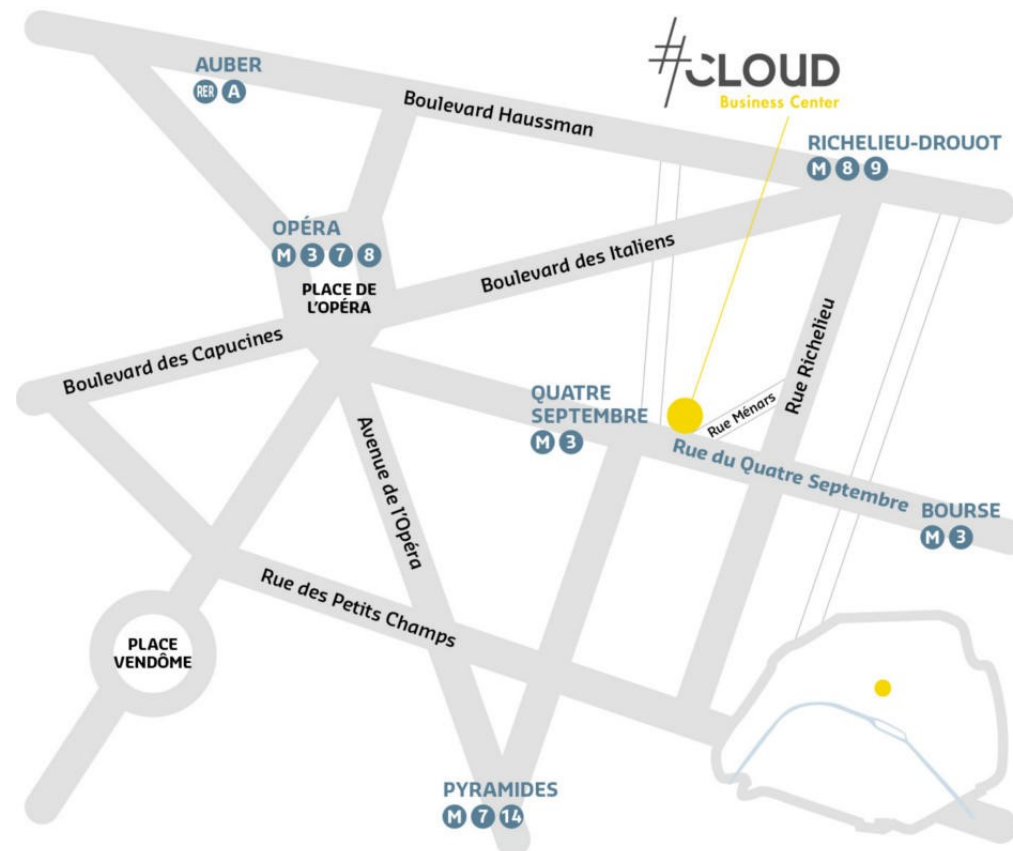 #CLOUD
Business Center
AUBER
RER A
Boulevard Haussman
RICHELIEU-DROUOT
M 8 9
OPÉRA
M 3 7 8
PLACE DE
L'OPÉRA
Boulevard des Italiens
Boulevard des Capucines
Rue Richelieu
QUATRE
SEPTEMBRE
M 3
Rue Ménars
Rue du Quatre Septembre
Avenue de l'Opéra
BOURSE
M 3
Rue des Petits Champs
PLACE
VENDÔME
PYRAMIDES
M 7 14